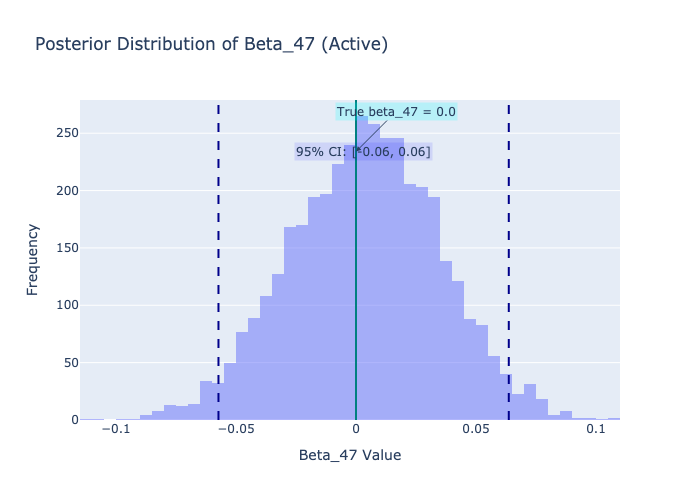 Posterior Distribution of Beta_47 (Active)
True beta_47 = 0.0
95% CI: [-0.06, 0.06]
250
200
150
100
50
0
Frequency
−0.1
−0.05
0
0.05
0.1
Beta_47 Value